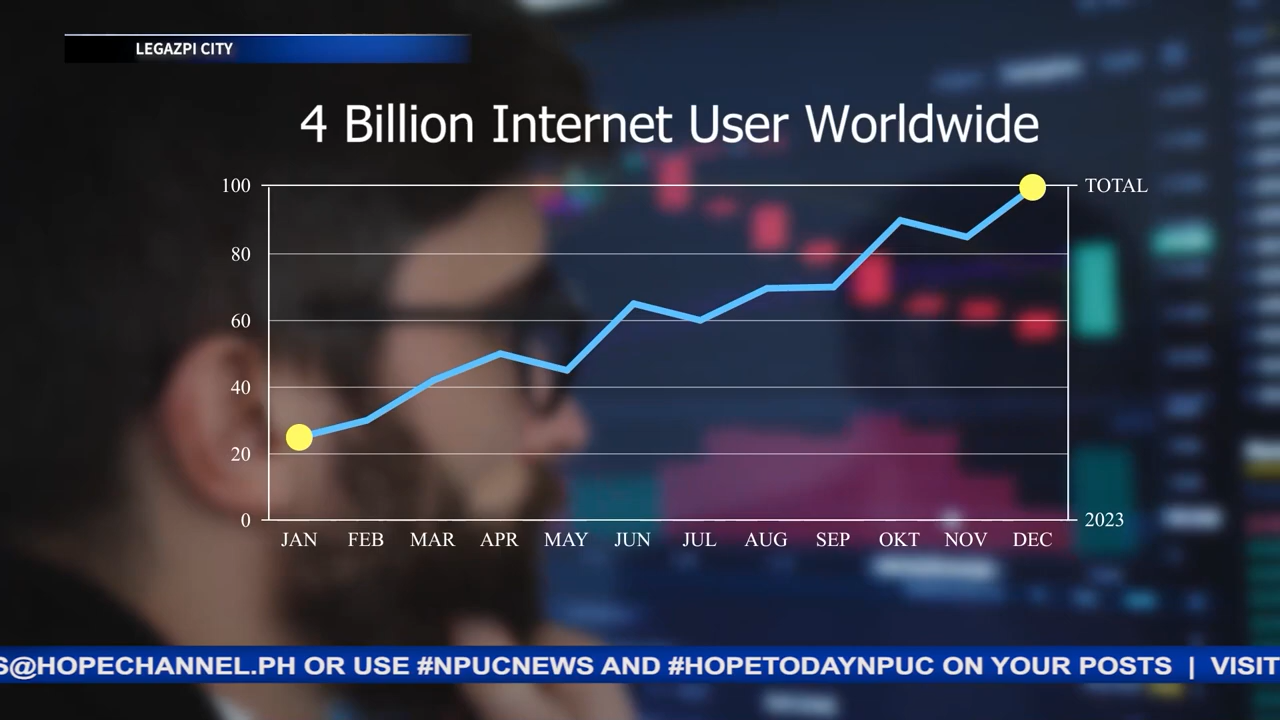 LEGAZPI CITY
4 Billion Internet User Worldwide
100 TOTAL
80
60
40
20
0 2023
JAN FEB MAR APR MAY JUN JUL AUG SEP OKT NOV DEC
S@HOPECHANNEL.PH OR USE #NPUCNEWS AND #HOPETODAYNPUC ON YOUR POSTS | VISIT